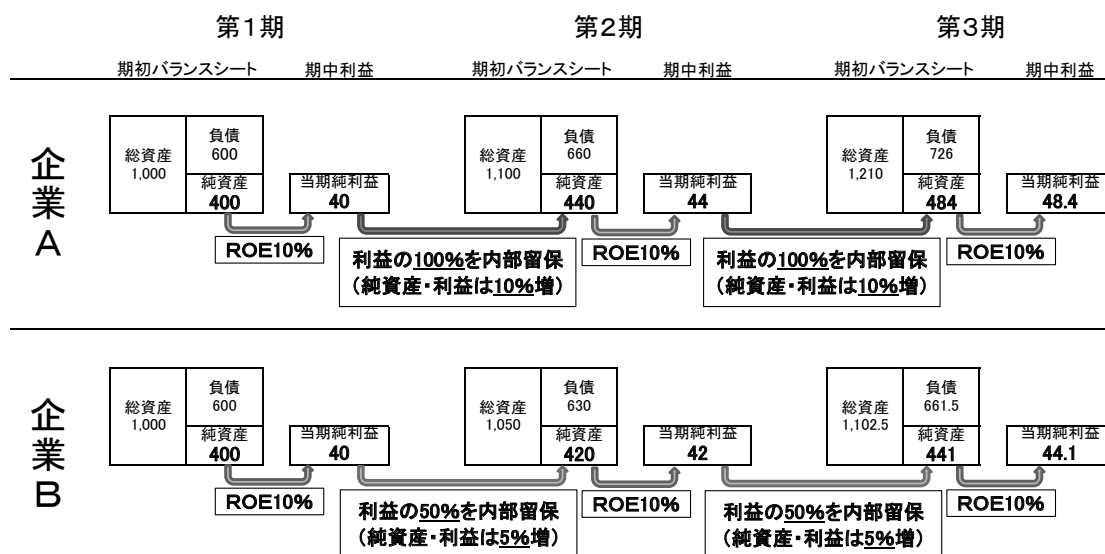 第1期
第2期
第3期
期初バランスシート
期中利益
期初バランスシート
期中利益
期初バランスシート
期中利益
企業A
総資産
1,000
負債
600
純資産
400
当期純利益
40
ROE10%
利益の100%を内部留保
(純資産・利益は10%増)
総資産
1,100
負債
660
純資産
440
当期純利益
44
ROE10%
利益の100%を内部留保
(純資産・利益は10%増)
総資産
1,210
負債
726
純資産
484
当期純利益
48.4
ROE10%
企業B
総資産
1,000
負債
600
純資産
400
当期純利益
40
ROE10%
利益の50%を内部留保
(純資産・利益は5%増)
総資産
1,050
負債
630
純資産
420
当期純利益
42
ROE10%
利益の50%を内部留保
(純資産・利益は5%増)
総資産
1,102.5
負債
661.5
純資産
441
当期純利益
44.1
ROE10%